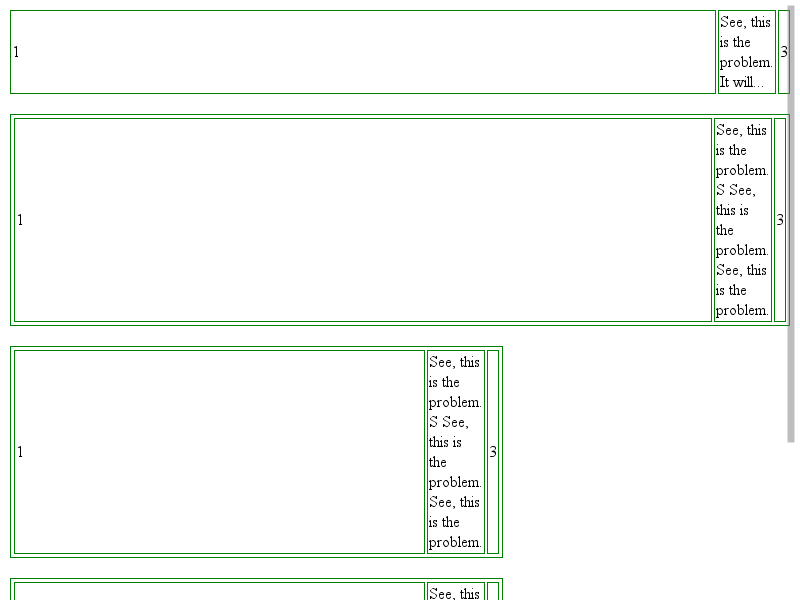 1
See, this
is the
problem.
It will...
3
1
See, this
is the
problem.
S See,
this is
the
problem.
See, this
is the
problem.
3
1
See, this
is the
problem.
S See,
this is
the
problem.
See, this
is the
problem.
3
See, this